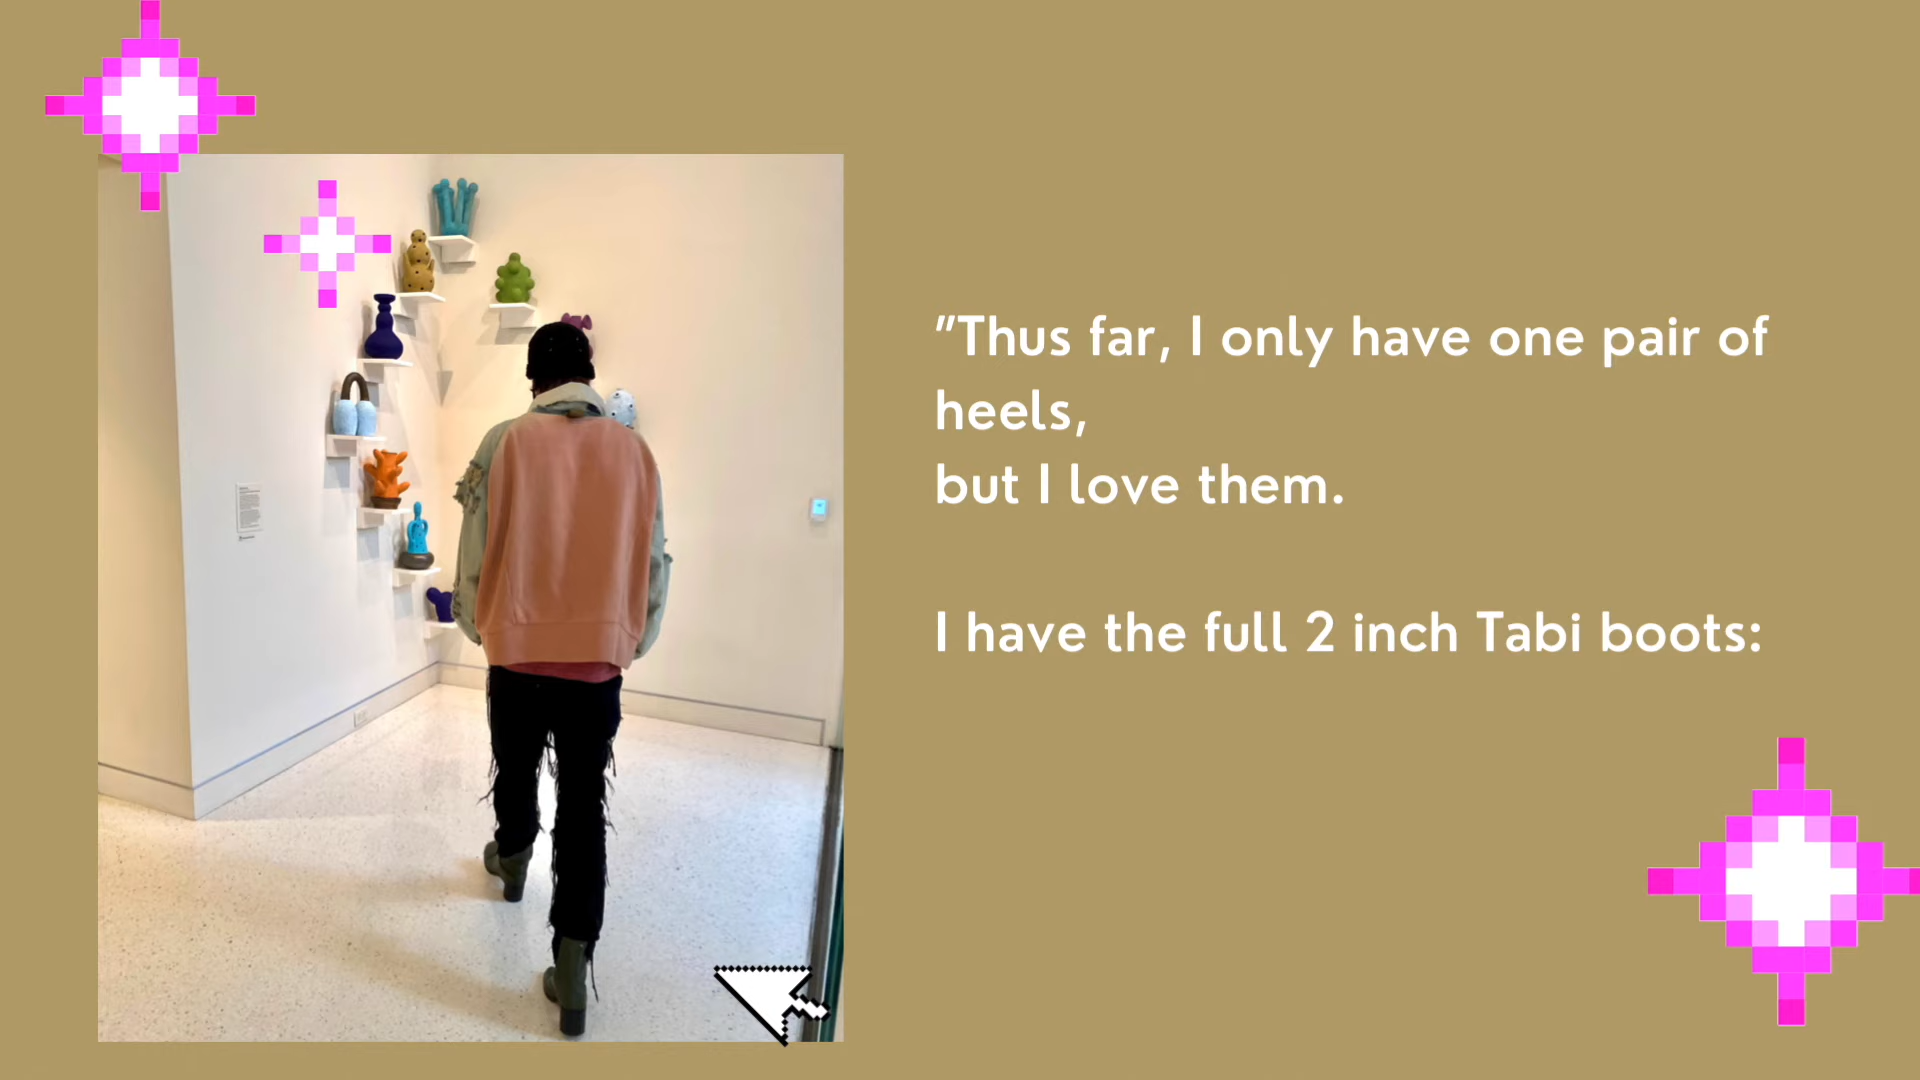 "Thus far, I only have one pair of
heels,
but I love them.
I have the full 2 inch Tabi boots: